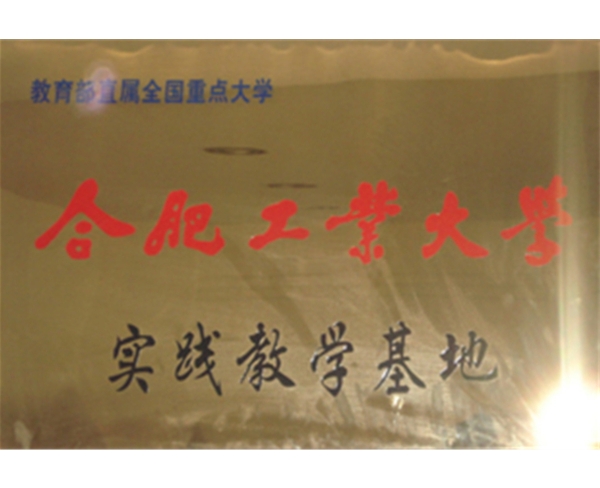 教育部直属全国重点大学
合肥工業大學
实践教学基地